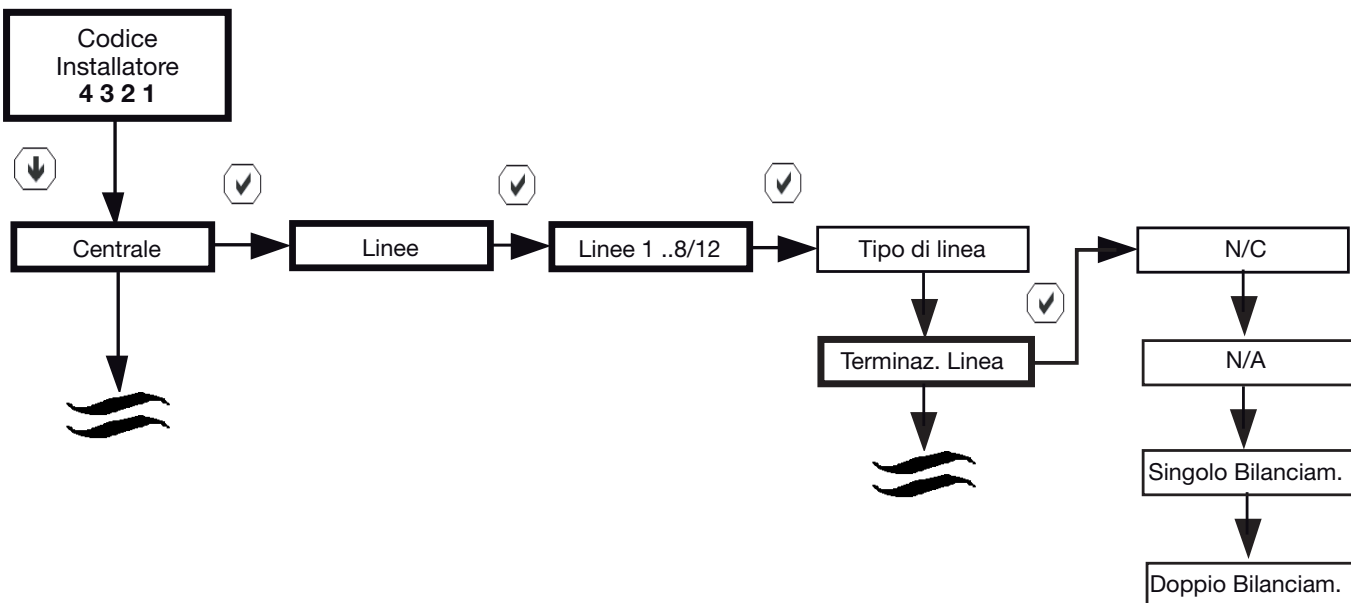 Codice
Installatore
4 3 2 1
Centrale
Linee
Linee 1 ..8/12
Tipo di linea
N/C
Terminaz. Linea
N/A
Singolo Bilanciam.
Doppio Bilanciam.